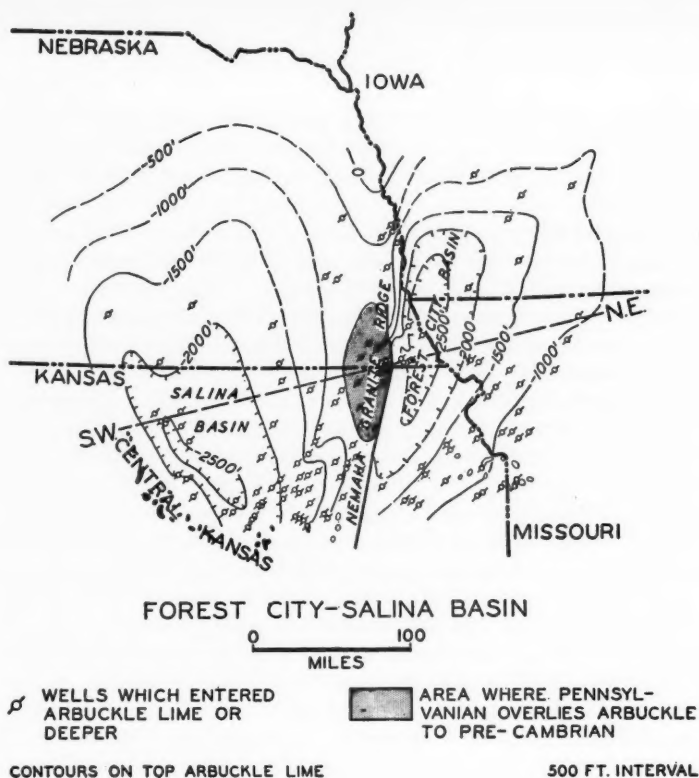 NEBRASKA
IOWA
-500'
-1000'
-1500'
-2000'
SALINA
BASIN
-2500'
KANSAS
S.W.
CENTRAL
KANSAS
NEMAHA GRANITE RIDGE
FOREST CITY BASIN
2500'
2000'
1500'
-1000'
N.E.
MISSOURI
FOREST CITY-SALINA BASIN
0 100
MILES
WELLS WHICH ENTERED
ARBUCKLE LIME OR
DEEPER
AREA WHERE PENNSYL-
VANIAN OVERLIES ARBUCKLE
TO PRE-CAMBRIAN
CONTOURS ON TOP ARBUCKLE LIME
500 FT. INTERVAL